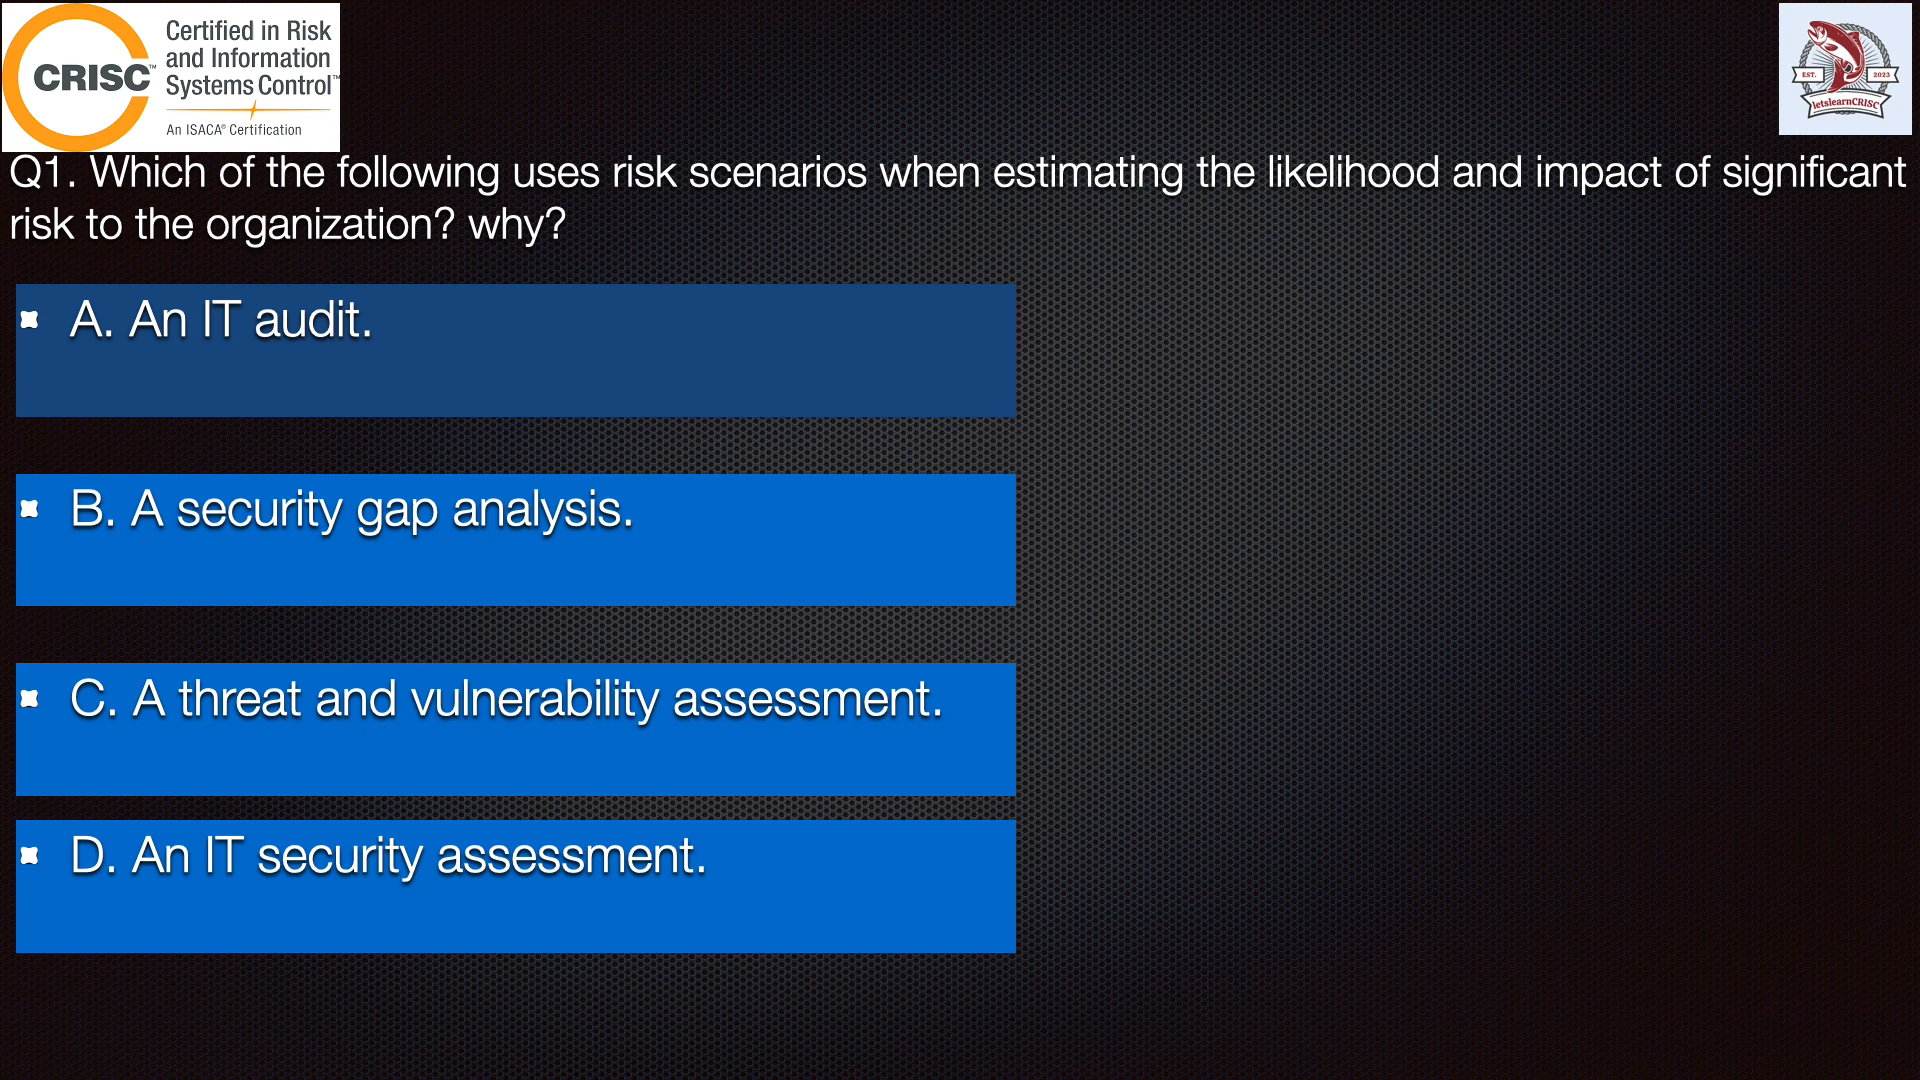 CRISC™
Certified in Risk
and Information
Systems Control™
An ISACA® Certification
EST. 2023
letslearnCRISC
Q1. Which of the following uses risk scenarios when estimating the likelihood and impact of significant
risk to the organization? why?
A. An IT audit.
B. A security gap analysis.
C. A threat and vulnerability assessment.
D. An IT security assessment.